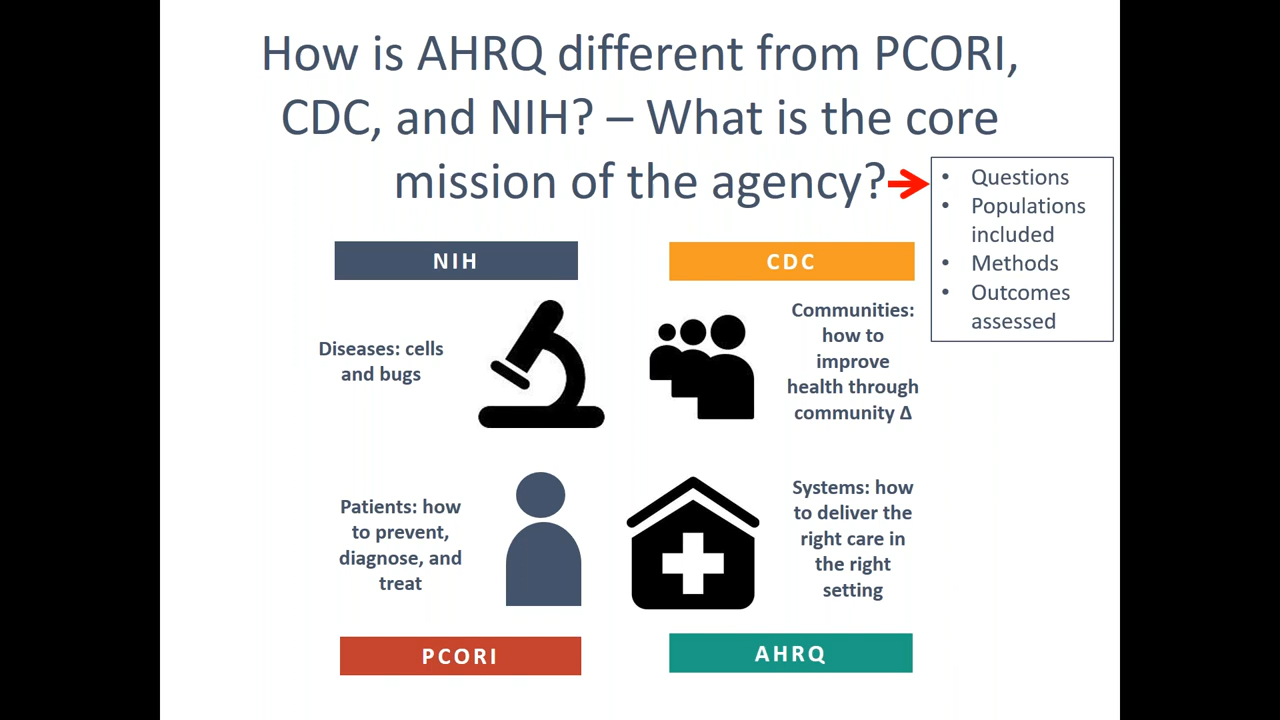 How is AHRQ different from PCORI,
CDC, and NIH? – What is the core
mission of the agency?
• Questions
• Populations
included
• Methods
• Outcomes
assessed
NIH
Diseases: cells
and bugs
CDC
Communities:
how to
improve
health through
community Δ
Patients: how
to prevent,
diagnose, and
treat
PCORI
Systems: how
to deliver the
right care in
the right
setting
AHRQ